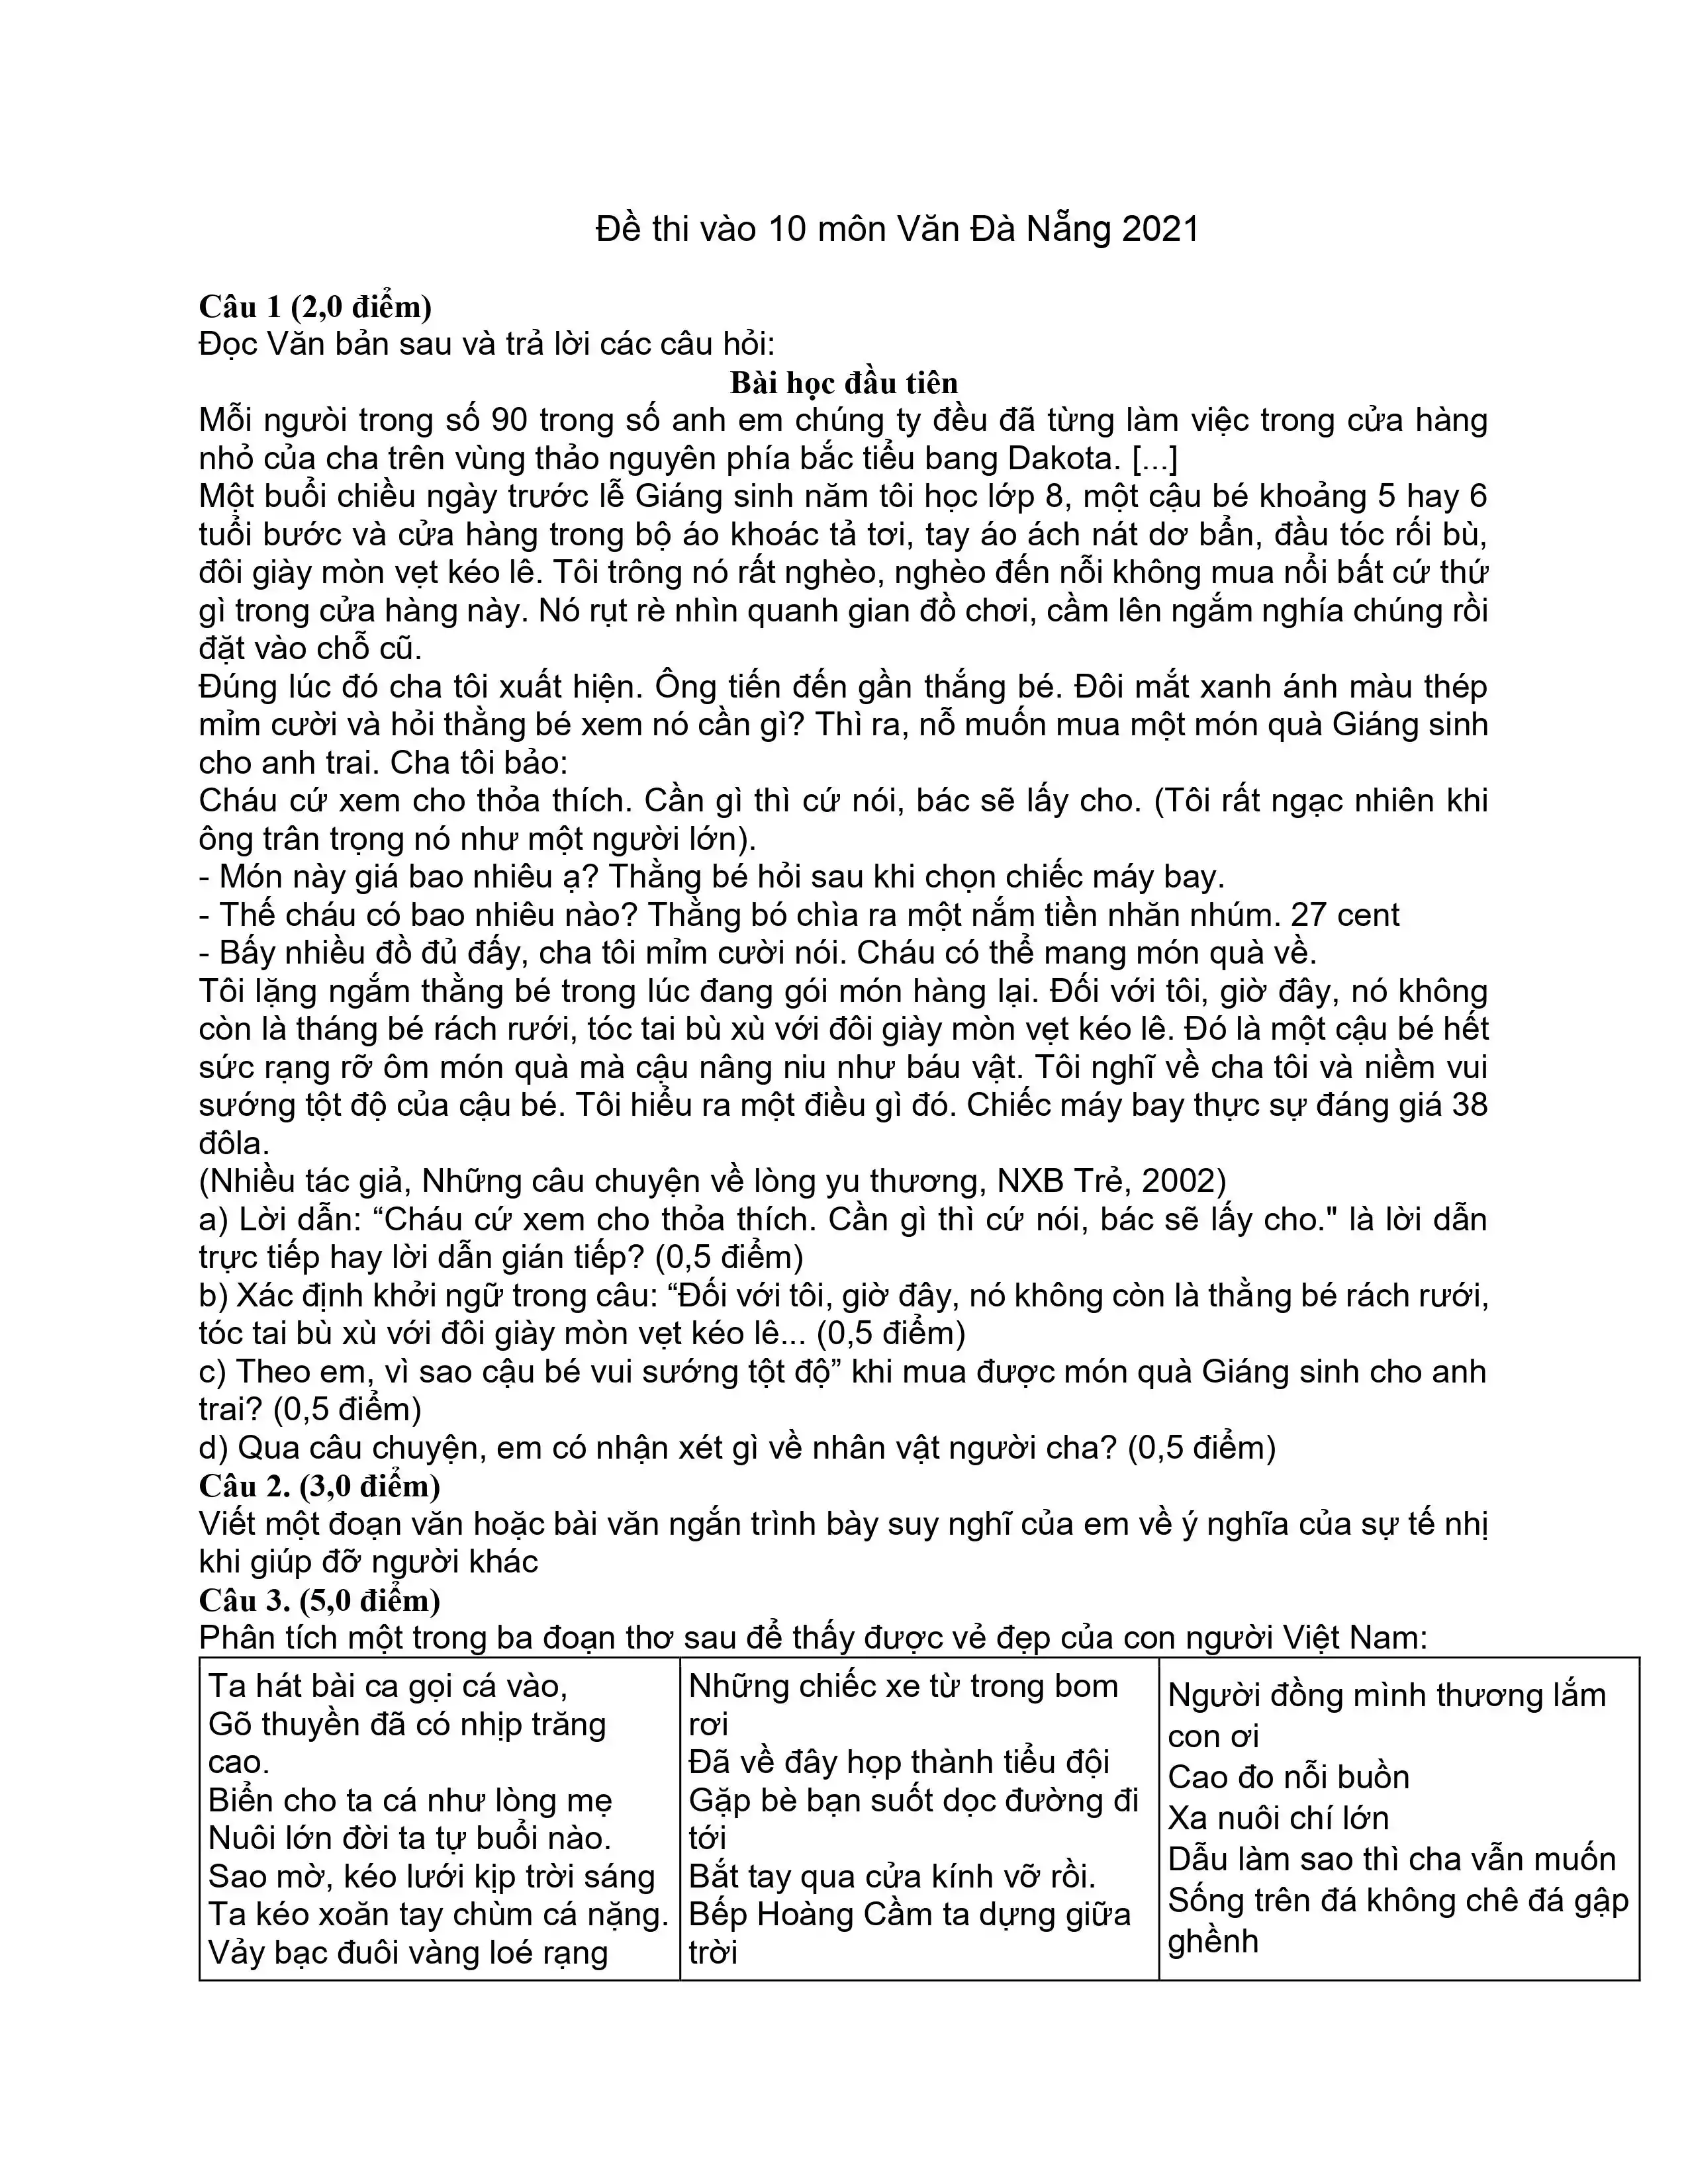 Đề thi vào 10 môn Văn Đà Nẵng 2021
Câu 1 (2,0 điểm)
Đọc Văn bản sau và trả lời các câu hỏi:
Bài học đầu tiên
Mỗi người trong số 90 trong số anh em chúng ty đều đã từng làm việc trong cửa hàng
nhỏ của cha trên vùng thảo nguyên phía bắc tiểu bang Dakota. [...]
Một buổi chiều ngày trước lễ Giáng sinh năm tôi học lớp 8, một cậu bé khoảng 5 hay 6
tuổi bước và cửa hàng trong bộ áo khoác tả tơi, tay áo ách nát dơ bẩn, đầu tóc rối bù,
đôi giày mòn vẹt kéo lê. Tôi trông nó rất nghèo, nghèo đến nỗi không mua nổi bất cứ thứ
gì trong cửa hàng này. Nó rụt rè nhìn quanh gian đồ chơi, cầm lên ngắm nghía chúng rồi
đặt vào chỗ cũ.
Đúng lúc đó cha tôi xuất hiện. Ông tiến đến gần thắng bé. Đôi mắt xanh ánh màu thép
mỉm cười và hỏi thằng bé xem nó cần gì? Thì ra, nỗ muốn mua một món quà Giáng sinh
cho anh trai. Cha tôi bảo:
Cháu cứ xem cho thỏa thích. Cần gì thì cứ nói, bác sẽ lấy cho. (Tôi rất ngạc nhiên khi
ông trân trọng nó như một người lớn).
- Món này giá bao nhiêu ạ? Thằng bé hỏi sau khi chọn chiếc máy bay.
- Thế cháu có bao nhiêu nào? Thằng bó chìa ra một nắm tiền nhăn nhúm. 27 cent
- Bấy nhiều đồ đủ đấy, cha tôi mỉm cười nói. Cháu có thể mang món quà về.
Tôi lặng ngắm thằng bé trong lúc đang gói món hàng lại. Đối với tôi, giờ đây, nó không
còn là tháng bé rách rưới, tóc tai bù xù với đôi giày mòn vẹt kéo lê. Đó là một cậu bé hết
sức rạng rỡ ôm món quà mà cậu nâng niu như báu vật. Tôi nghĩ về cha tôi và niềm vui
sướng tột độ của cậu bé. Tôi hiểu ra một điều gì đó. Chiếc máy bay thực sự đáng giá 38
đôla.
(Nhiều tác giả, Những câu chuyện về lòng yu thương, NXB Trẻ, 2002)
a) Lời dẫn: “Cháu cứ xem cho thỏa thích. Cần gì thì cứ nói, bác sẽ lấy cho." là lời dẫn
trực tiếp hay lời dẫn gián tiếp? (0,5 điểm)
b) Xác định khởi ngữ trong câu: “Đối với tôi, giờ đây, nó không còn là thằng bé rách rưới,
tóc tai bù xù với đôi giày mòn vẹt kéo lê... (0,5 điểm)
c) Theo em, vì sao cậu bé vui sướng tột độ” khi mua được món quà Giáng sinh cho anh
trai? (0,5 điểm)
d) Qua câu chuyện, em có nhận xét gì về nhân vật người cha? (0,5 điểm)
Câu 2. (3,0 điểm)
Viết một đoạn văn hoặc bài văn ngắn trình bày suy nghĩ của em về ý nghĩa của sự tế nhị
khi giúp đỡ người khác
Câu 3. (5,0 điểm)
Phân tích một trong ba đoạn thơ sau để thấy được vẻ đẹp của con người Việt Nam:
Ta hát bài ca gọi cá vào,
Gõ thuyền đã có nhịp trăng
cao.
Biển cho ta cá như lòng mẹ
Nuôi lớn đời ta tự buổi nào.
Sao mờ, kéo lưới kịp trời sáng
Ta kéo xoăn tay chùm cá nặng.
Vảy bạc đuôi vàng loé rạng
Những chiếc xe từ trong bom
rơi
Đã về đây họp thành tiểu đội
Gặp bè bạn suốt dọc đường đi
tới
Bắt tay qua cửa kính vỡ rồi.
Bếp Hoàng Cầm ta dựng giữa
trời
Người đồng mình thương lắm
con ơi
Cao đo nỗi buồn
Xa nuôi chí lớn
Dẫu làm sao thì cha vẫn muốn
Sống trên đá không chê đá gập
ghềnh